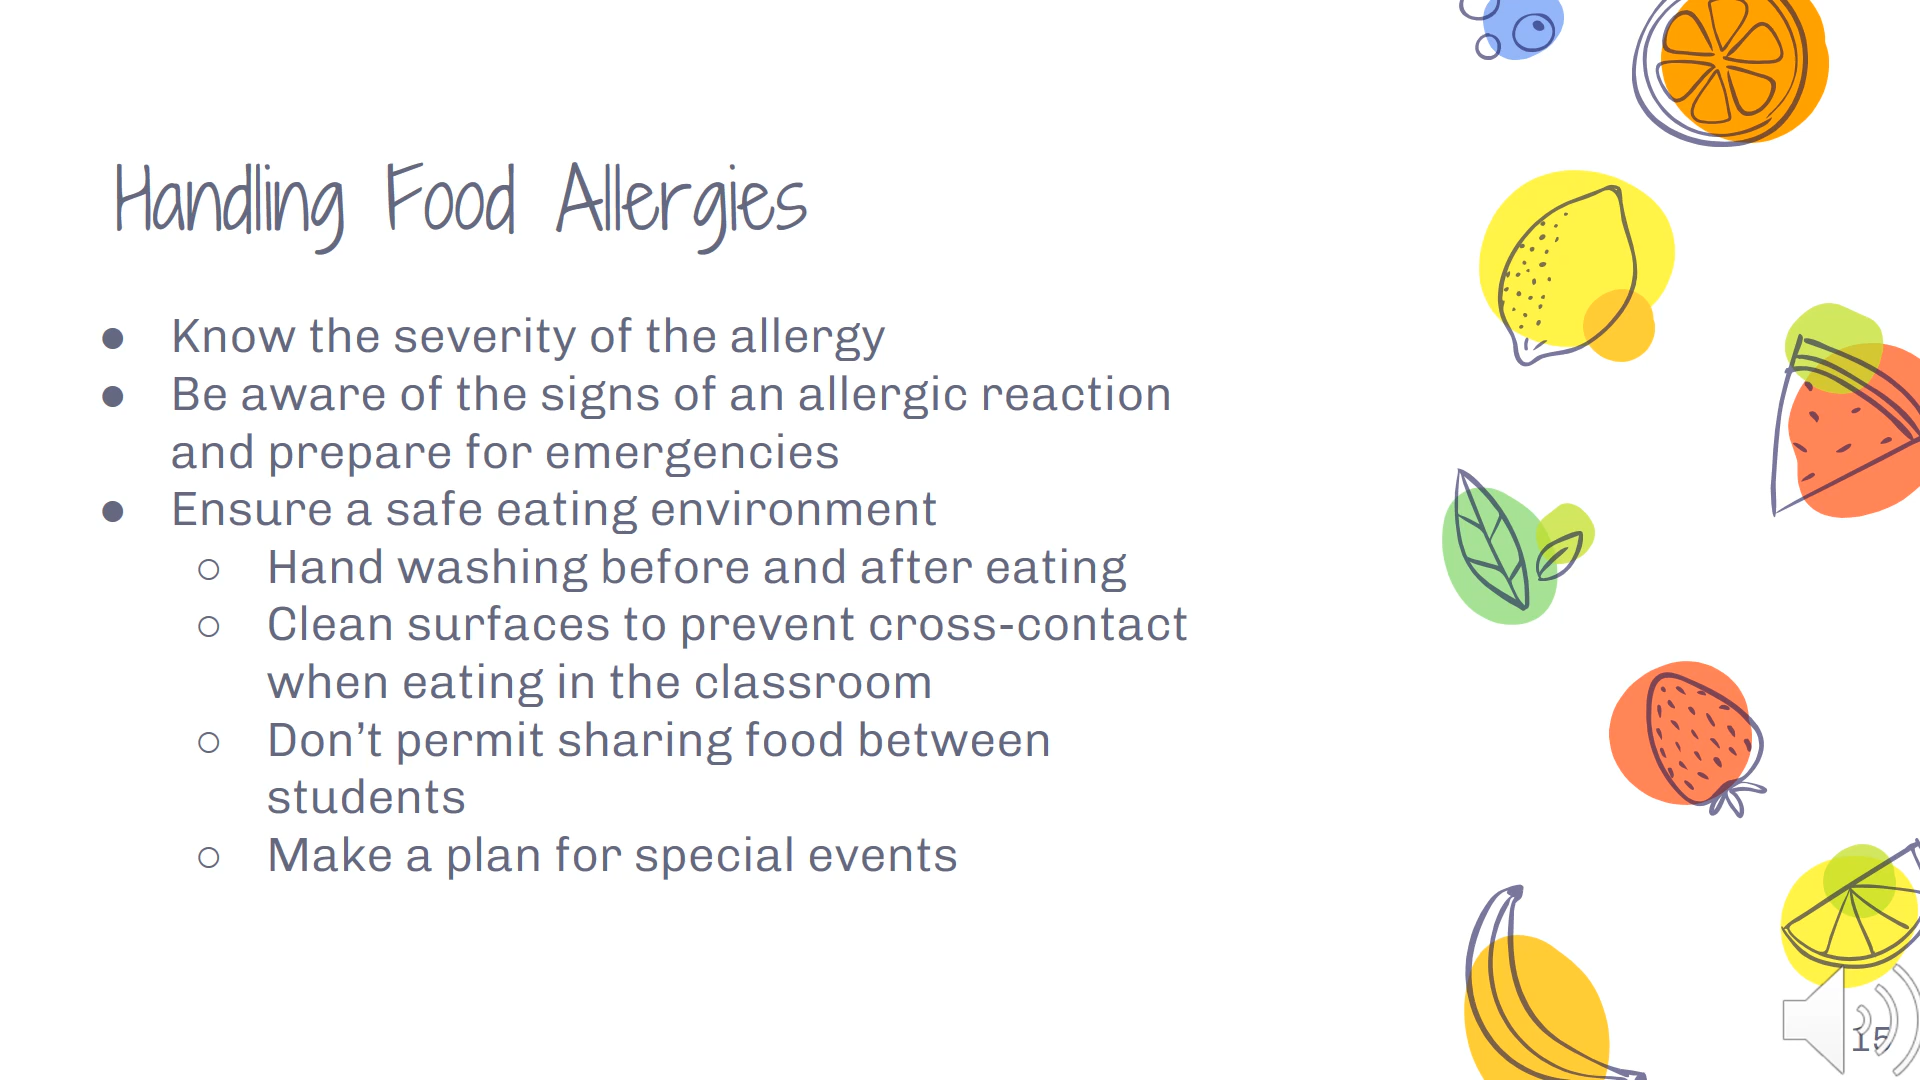 Handling Food Allergies
● Know the severity of the allergy
● Be aware of the signs of an allergic reaction
and prepare for emergencies
● Ensure a safe eating environment
○ Hand washing before and after eating
○ Clean surfaces to prevent cross-contact
when eating in the classroom
○ Don’t permit sharing food between
students
○ Make a plan for special events
15